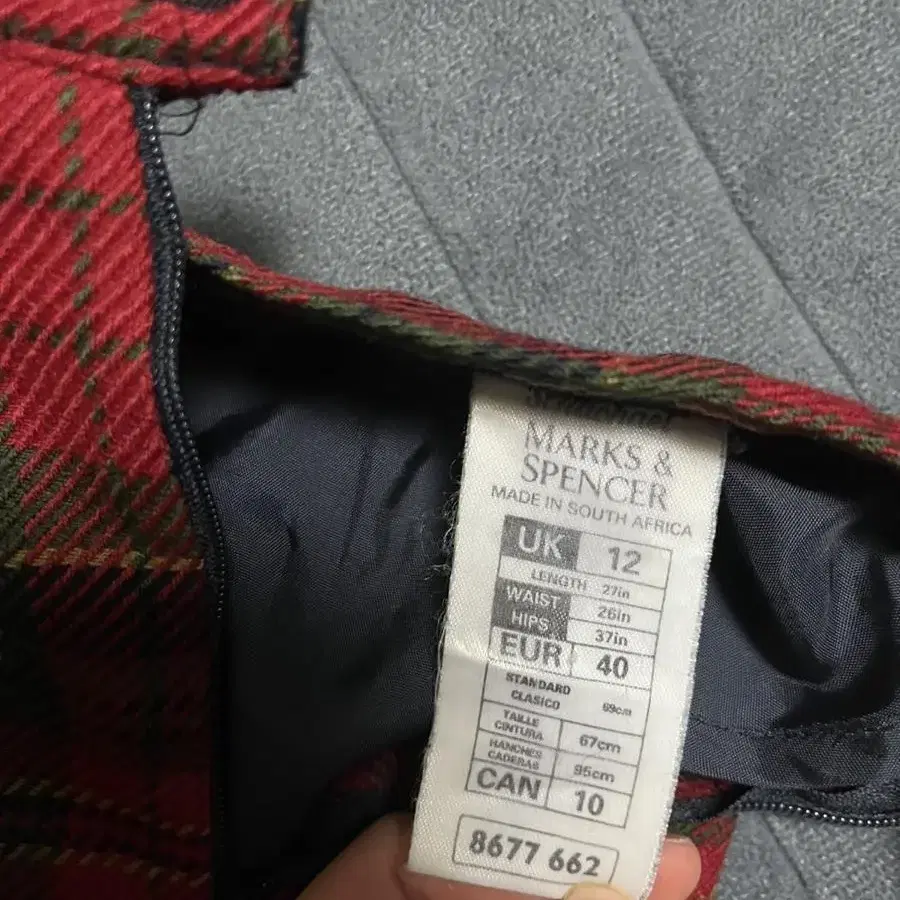 MARKS &
SPENCER
MADE IN SOUTH AFRICA
UK 12
LENGTH 27in
WAIST 26in
HIPS 37in
EUR 40
STANDARD
CLASICO 69cm
TAILLE
CINTURA 67cm
HANCHES
CADERAS 95cm
CAN 10
8677 662